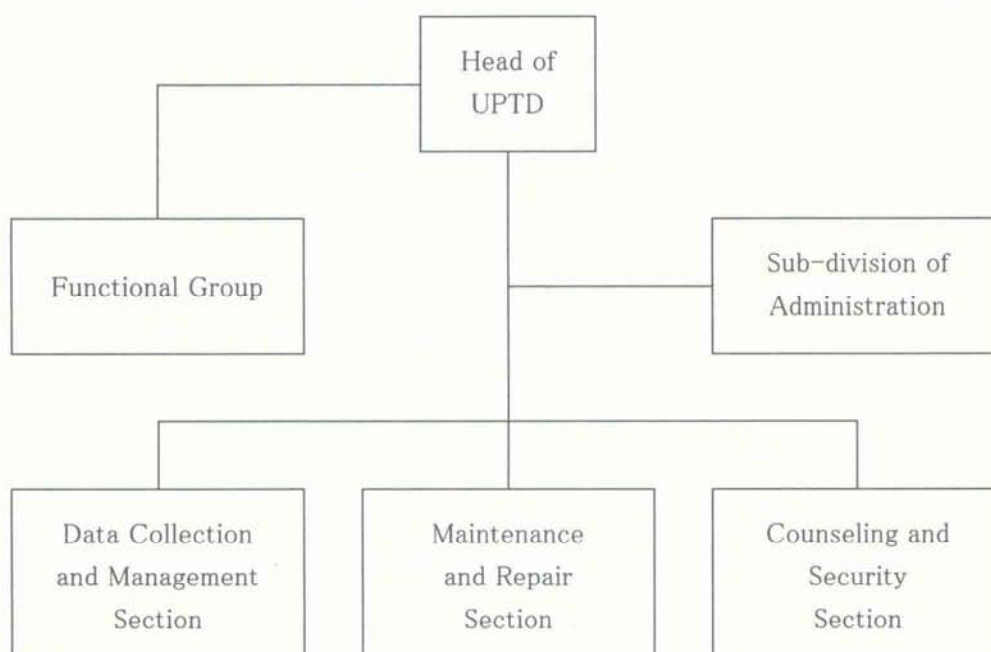 Head of
UPTD
Functional Group
Sub-division of
Administration
Data Collection
and Management
Section
Maintenance
and Repair
Section
Counseling and
Security
Section